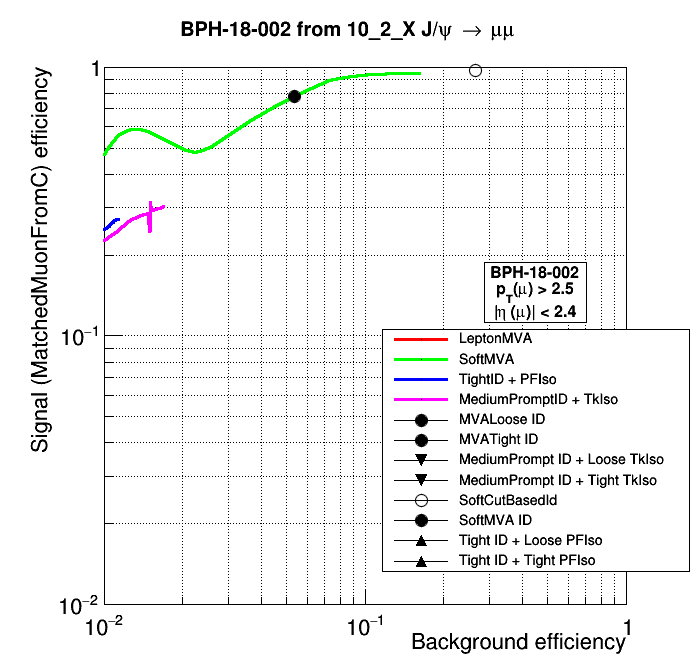 BPH-18-002 from 10_2_X J/ψ → μμ
Signal (MatchedMuonFromC) efficiency
1
10⁻¹
10⁻²
BPH-18-002
p_T(μ) > 2.5
|η (μ)| < 2.4
LeptonMVA
SoftMVA
TightID + PFIso
MediumPromptID + TkIso
MVALoose ID
MVATight ID
MediumPrompt ID + Loose TkIso
MediumPrompt ID + Tight TkIso
SoftCutBasedId
SoftMVA ID
Tight ID + Loose PFIso
Tight ID + Tight PFIso
10⁻² 10⁻¹ 1
Background efficiency